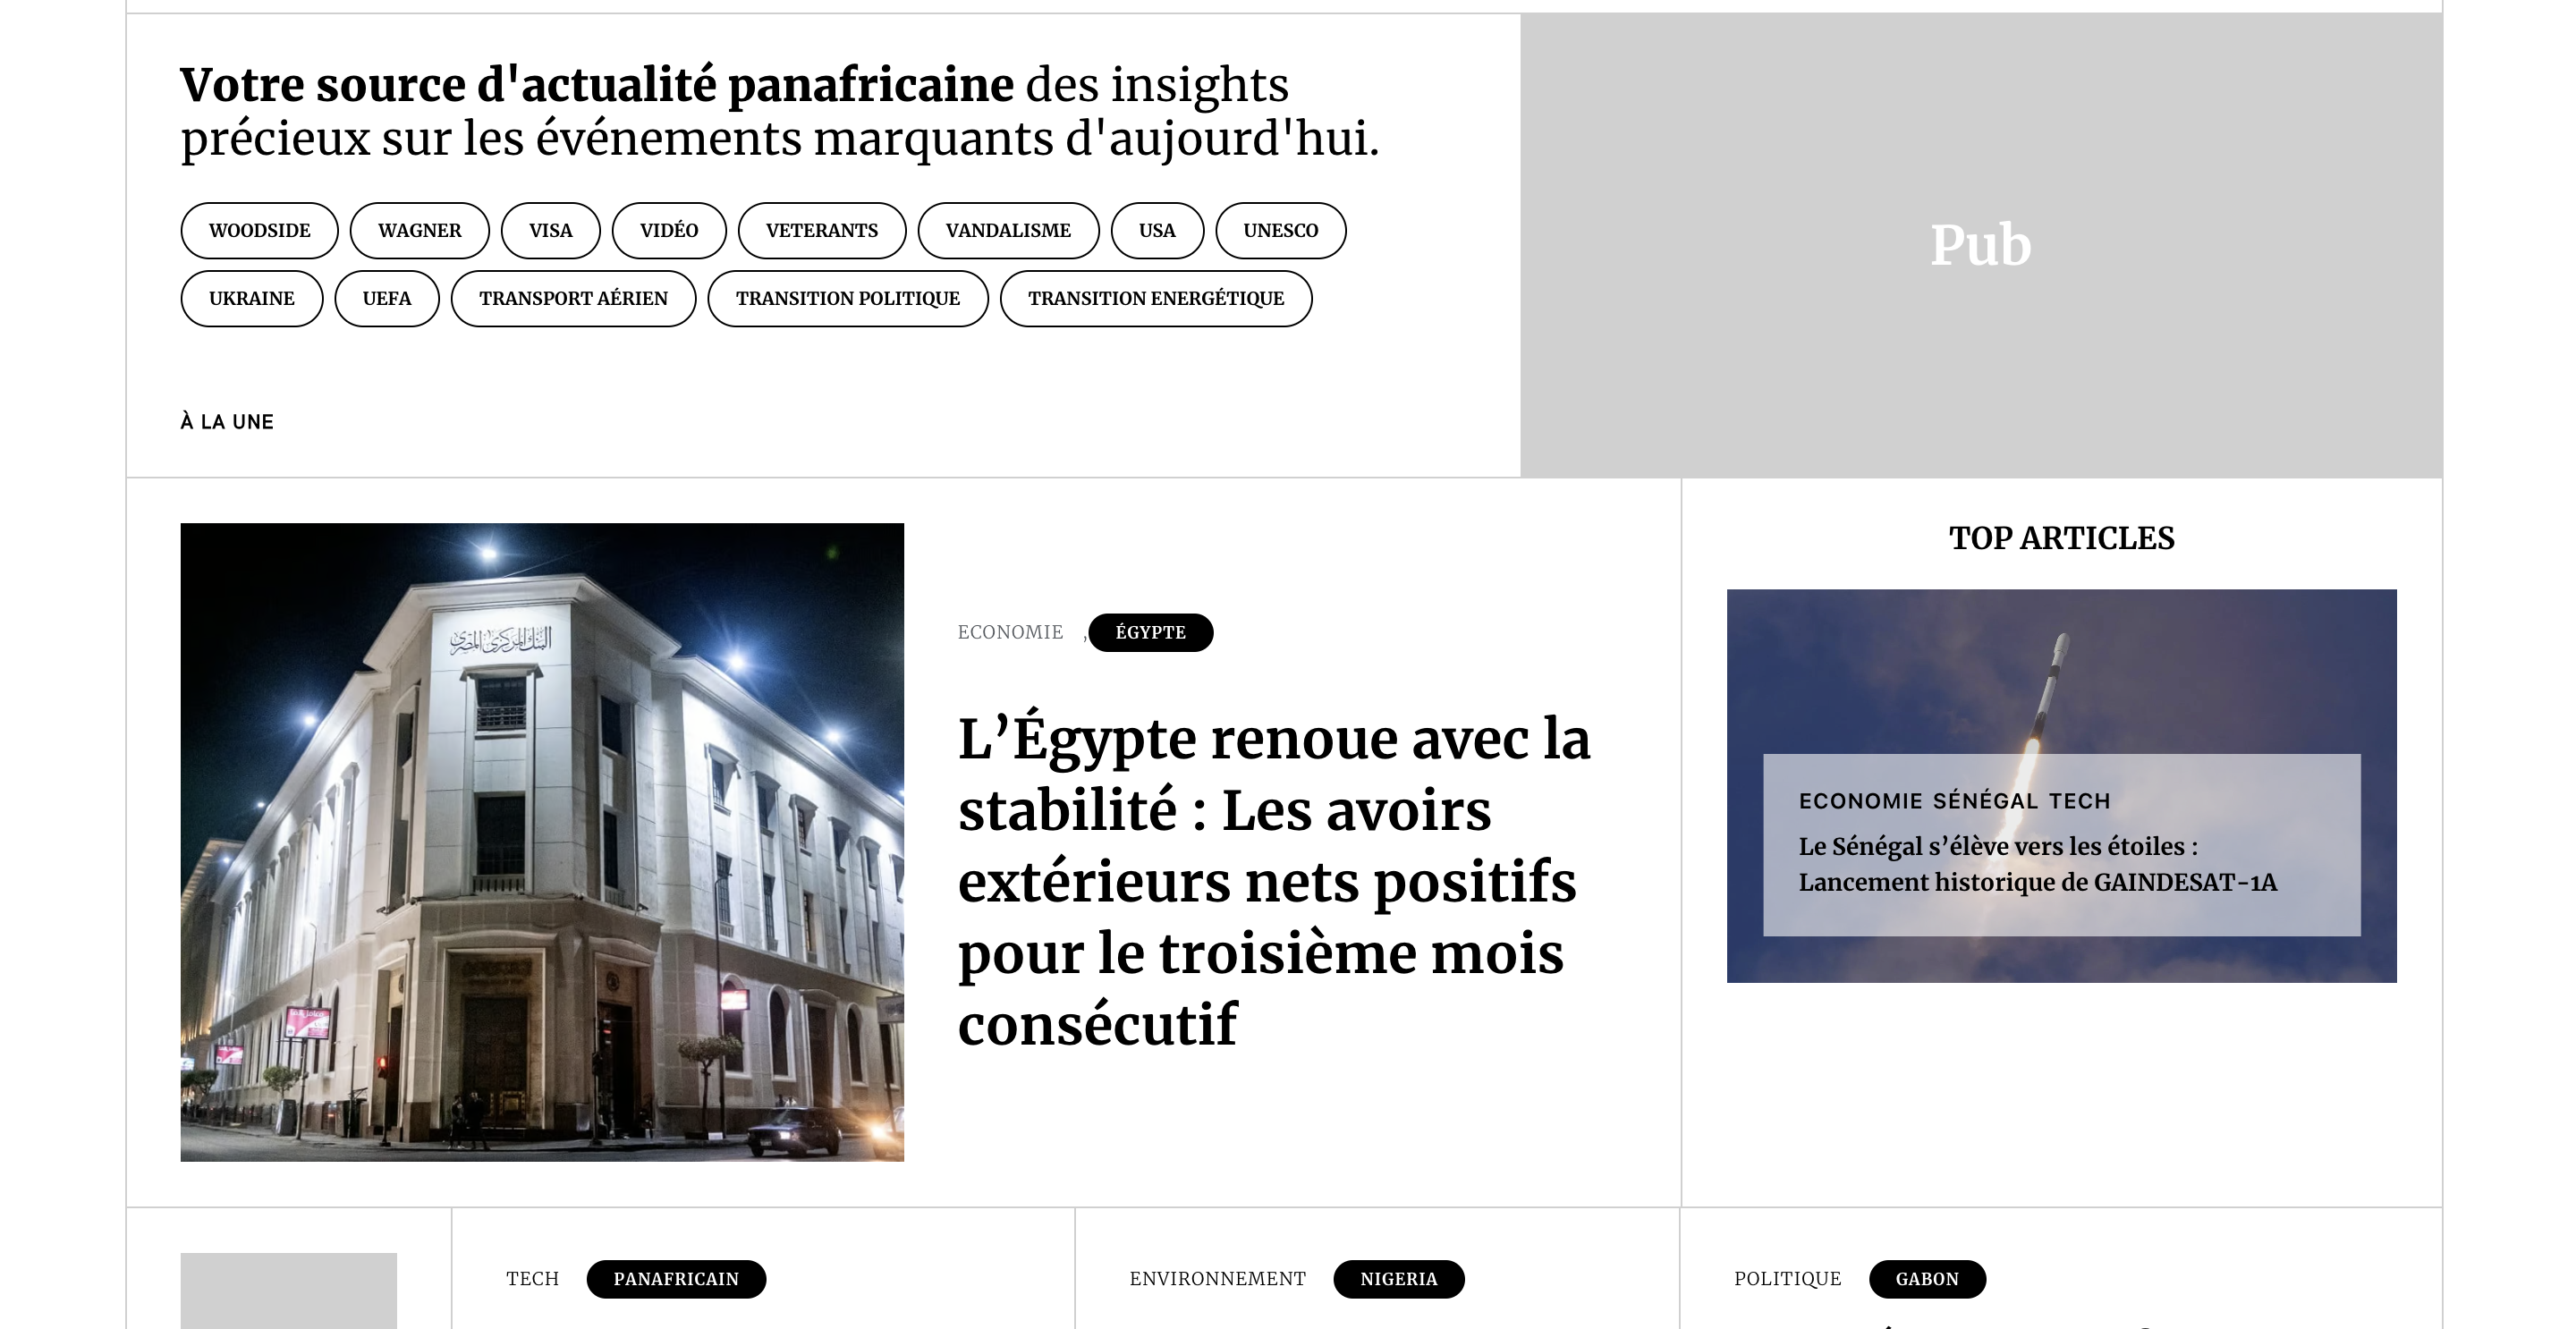 Votre source d'actualité panafricaine des insights
précieux sur les événements marquants d'aujourd'hui.
WOODSIDE WAGNER VISA VIDÉO VETERANTS VANDALISME USA UNESCO
UKRAINE UEFA TRANSPORT AÉRIEN TRANSITION POLITIQUE TRANSITION ENERGÉTIQUE
À LA UNE
Pub
البنك المركزي المصري
ECONOMIE , ÉGYPTE
L’Égypte renoue avec la
stabilité : Les avoirs
extérieurs nets positifs
pour le troisième mois
consécutif
TOP ARTICLES
ECONOMIE SÉNÉGAL TECH
Le Sénégal s’élève vers les étoiles :
Lancement historique de GAINDESAT-1A
TECH PANAFRICAIN
ENVIRONNEMENT NIGERIA
POLITIQUE GABON